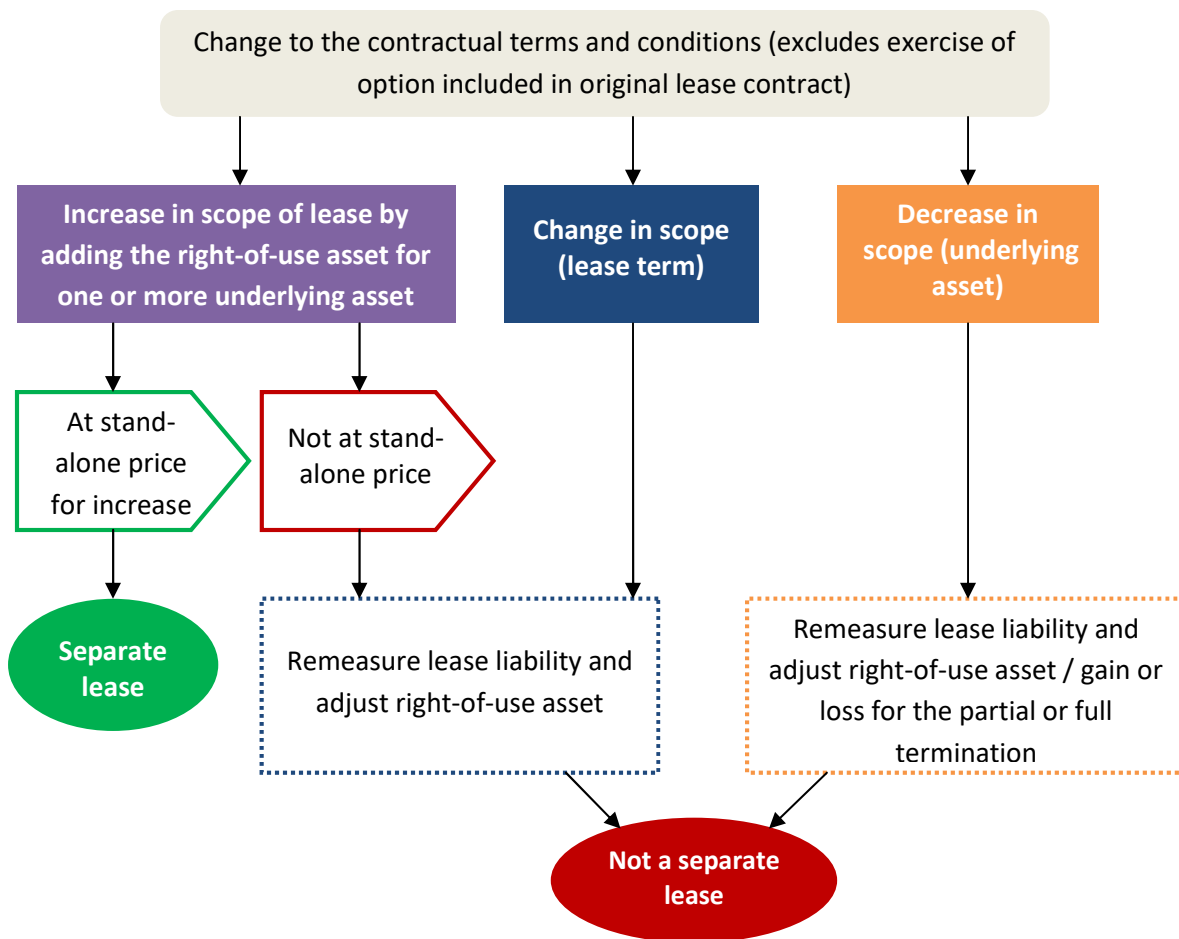 Change to the contractual terms and conditions (excludes exercise of
option included in original lease contract)
Increase in scope of lease by
adding the right-of-use asset for
one or more underlying asset
Change in scope
(lease term)
Decrease in
scope (underlying
asset)
At stand-
alone price
for increase
Not at stand-
alone price
Separate
lease
Remeasure lease liability and
adjust right-of-use asset
Remeasure lease liability and
adjust right-of-use asset / gain or
loss for the partial or full
termination
Not a separate
lease